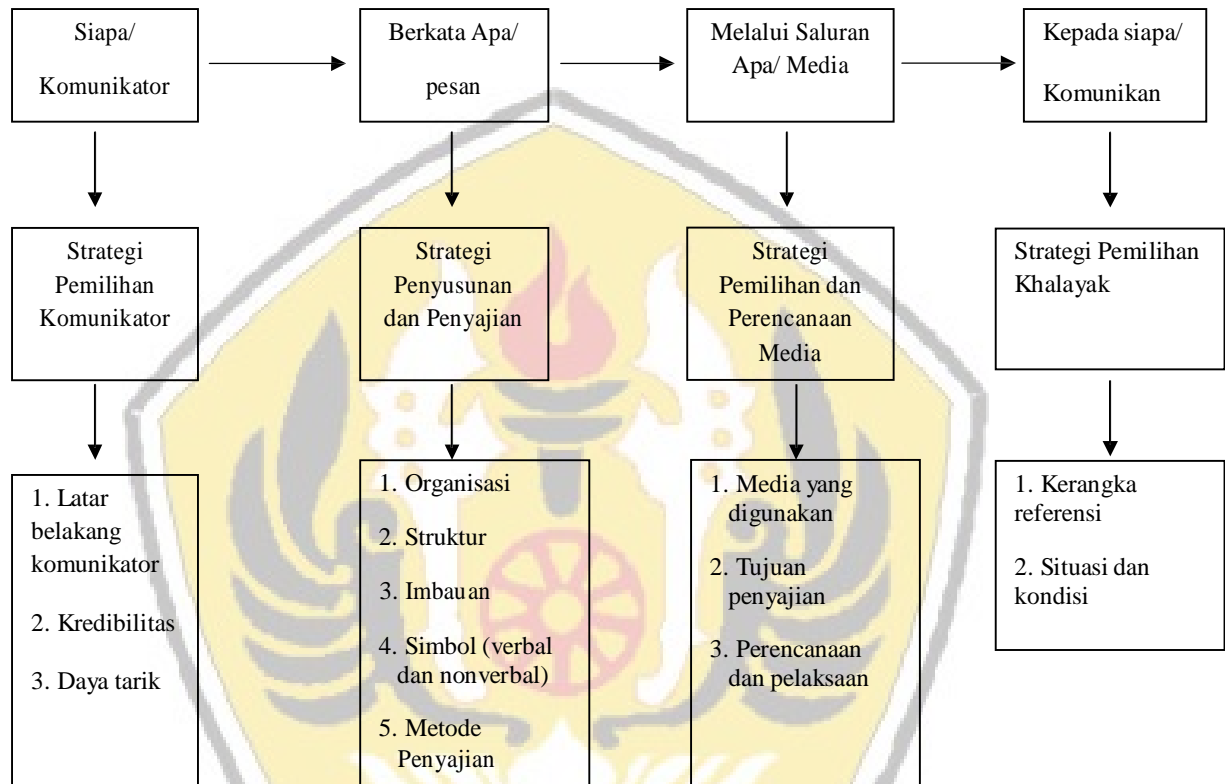 Siapa/
Komunikator
Berkata Apa/
pesan
Melalui Saluran
Apa/ Media
Kepada siapa/
Komunikan
Strategi
Pemilihan
Komunikator
Strategi
Penyusunan
dan Penyajian
Strategi
Pemilihan dan
Perencanaan
Media
Strategi Pemilihan
Khalayak
1. Latar
belakang
komunikator
2. Kredibilitas
3. Daya tarik
1. Organisasi
2. Struktur
3. Imbauan
4. Simbol (verbal
dan nonverbal)
5. Metode
Penyajian
1. Media yang
digunakan
2. Tujuan
penyajian
3. Perencanaan
dan pelaksaan
1. Kerangka
referensi
2. Situasi dan
kondisi